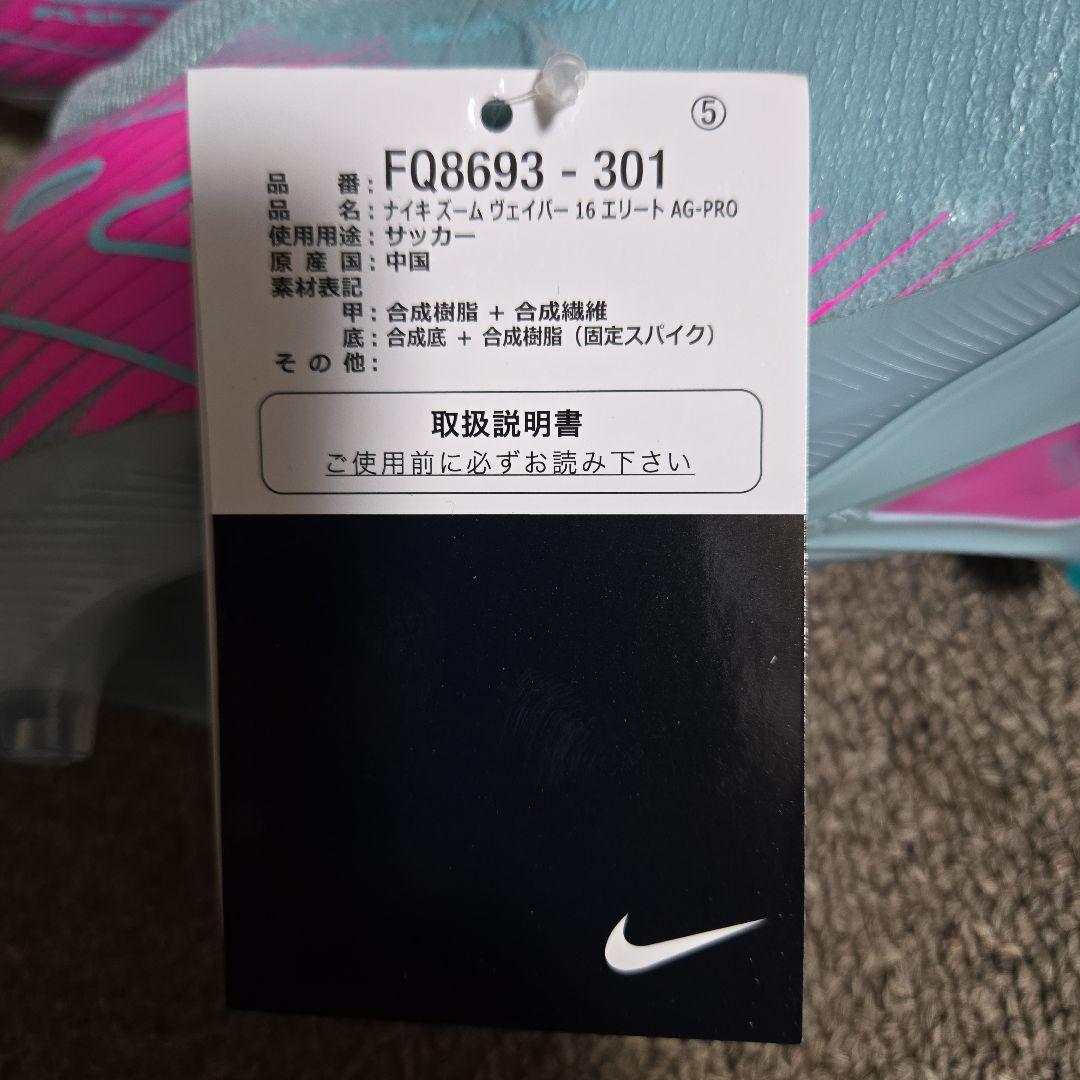 ⑤
品 番: FQ8693 - 301
品 名: ナイキ ズーム ヴェイパー 16 エリート AG-PRO
使用用途: サッカー
原 産 国: 中国
素材表記
甲: 合成樹脂 + 合成繊維
底: 合成底 + 合成樹脂（固定スパイク）
そ の 他:
取扱説明書
ご使用前に必ずお読み下さい